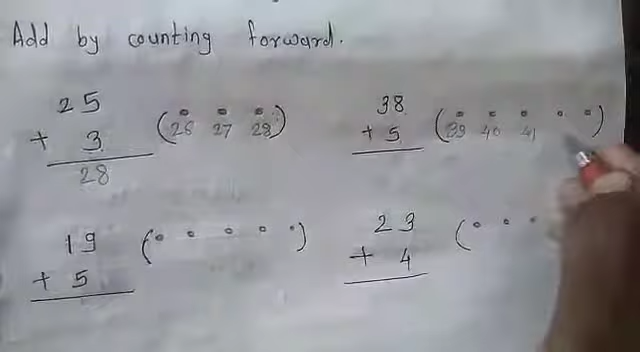 Add by counting forward.
25
+ 3 (26 27 28)
28
38
+ 5 (39 40 41 )
19
+ 5 ( )
23
+ 4 (